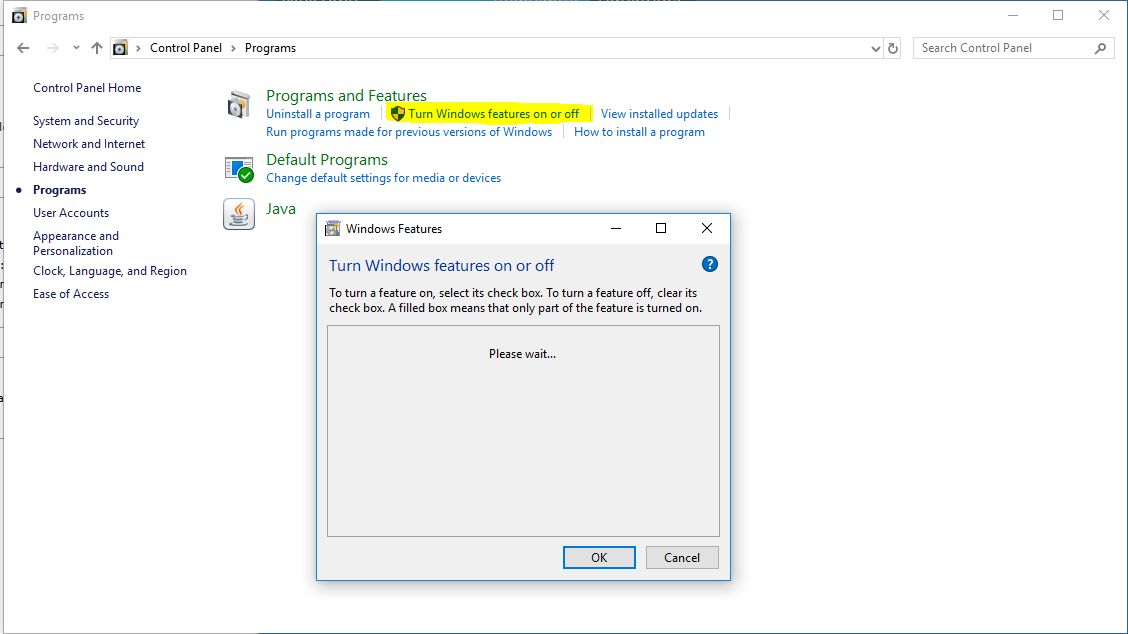 Programs
Control Panel > Programs
Search Control Panel
Control Panel Home
System and Security
Network and Internet
Hardware and Sound
Programs
User Accounts
Appearance and
Personalization
Clock, Language, and Region
Ease of Access
Programs and Features
Uninstall a program
Turn Windows features on or off
View installed updates
Run programs made for previous versions of Windows
How to install a program
Default Programs
Change default settings for media or devices
Java
Windows Features
Turn Windows features on or off
?
To turn a feature on, select its check box. To turn a feature off, clear its
check box. A filled box means that only part of the feature is turned on.
Please wait...
OK
Cancel